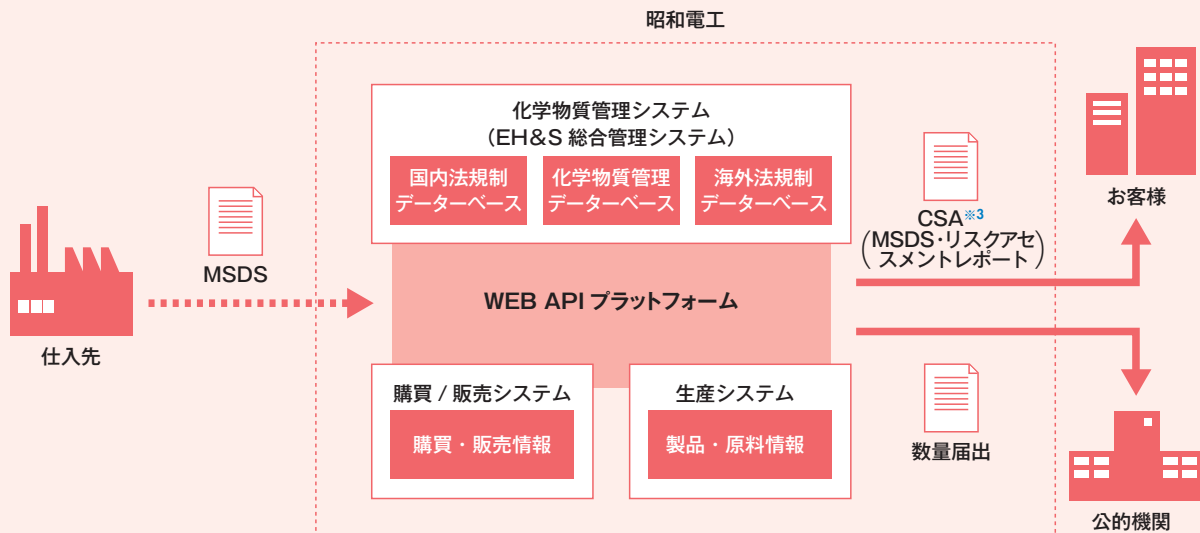 昭和電工
化学物質管理システム
(EH&S 総合管理システム)
国内法規制
データーベース
化学物質管理
データーベース
海外法規制
データーベース
MSDS
仕入先
WEB API プラットフォーム
CSA※3
(MSDS・リスクアセ
スメントレポート)
お客様
購買 / 販売システム
購買・販売情報
生産システム
製品・原料情報
数量届出
公的機関